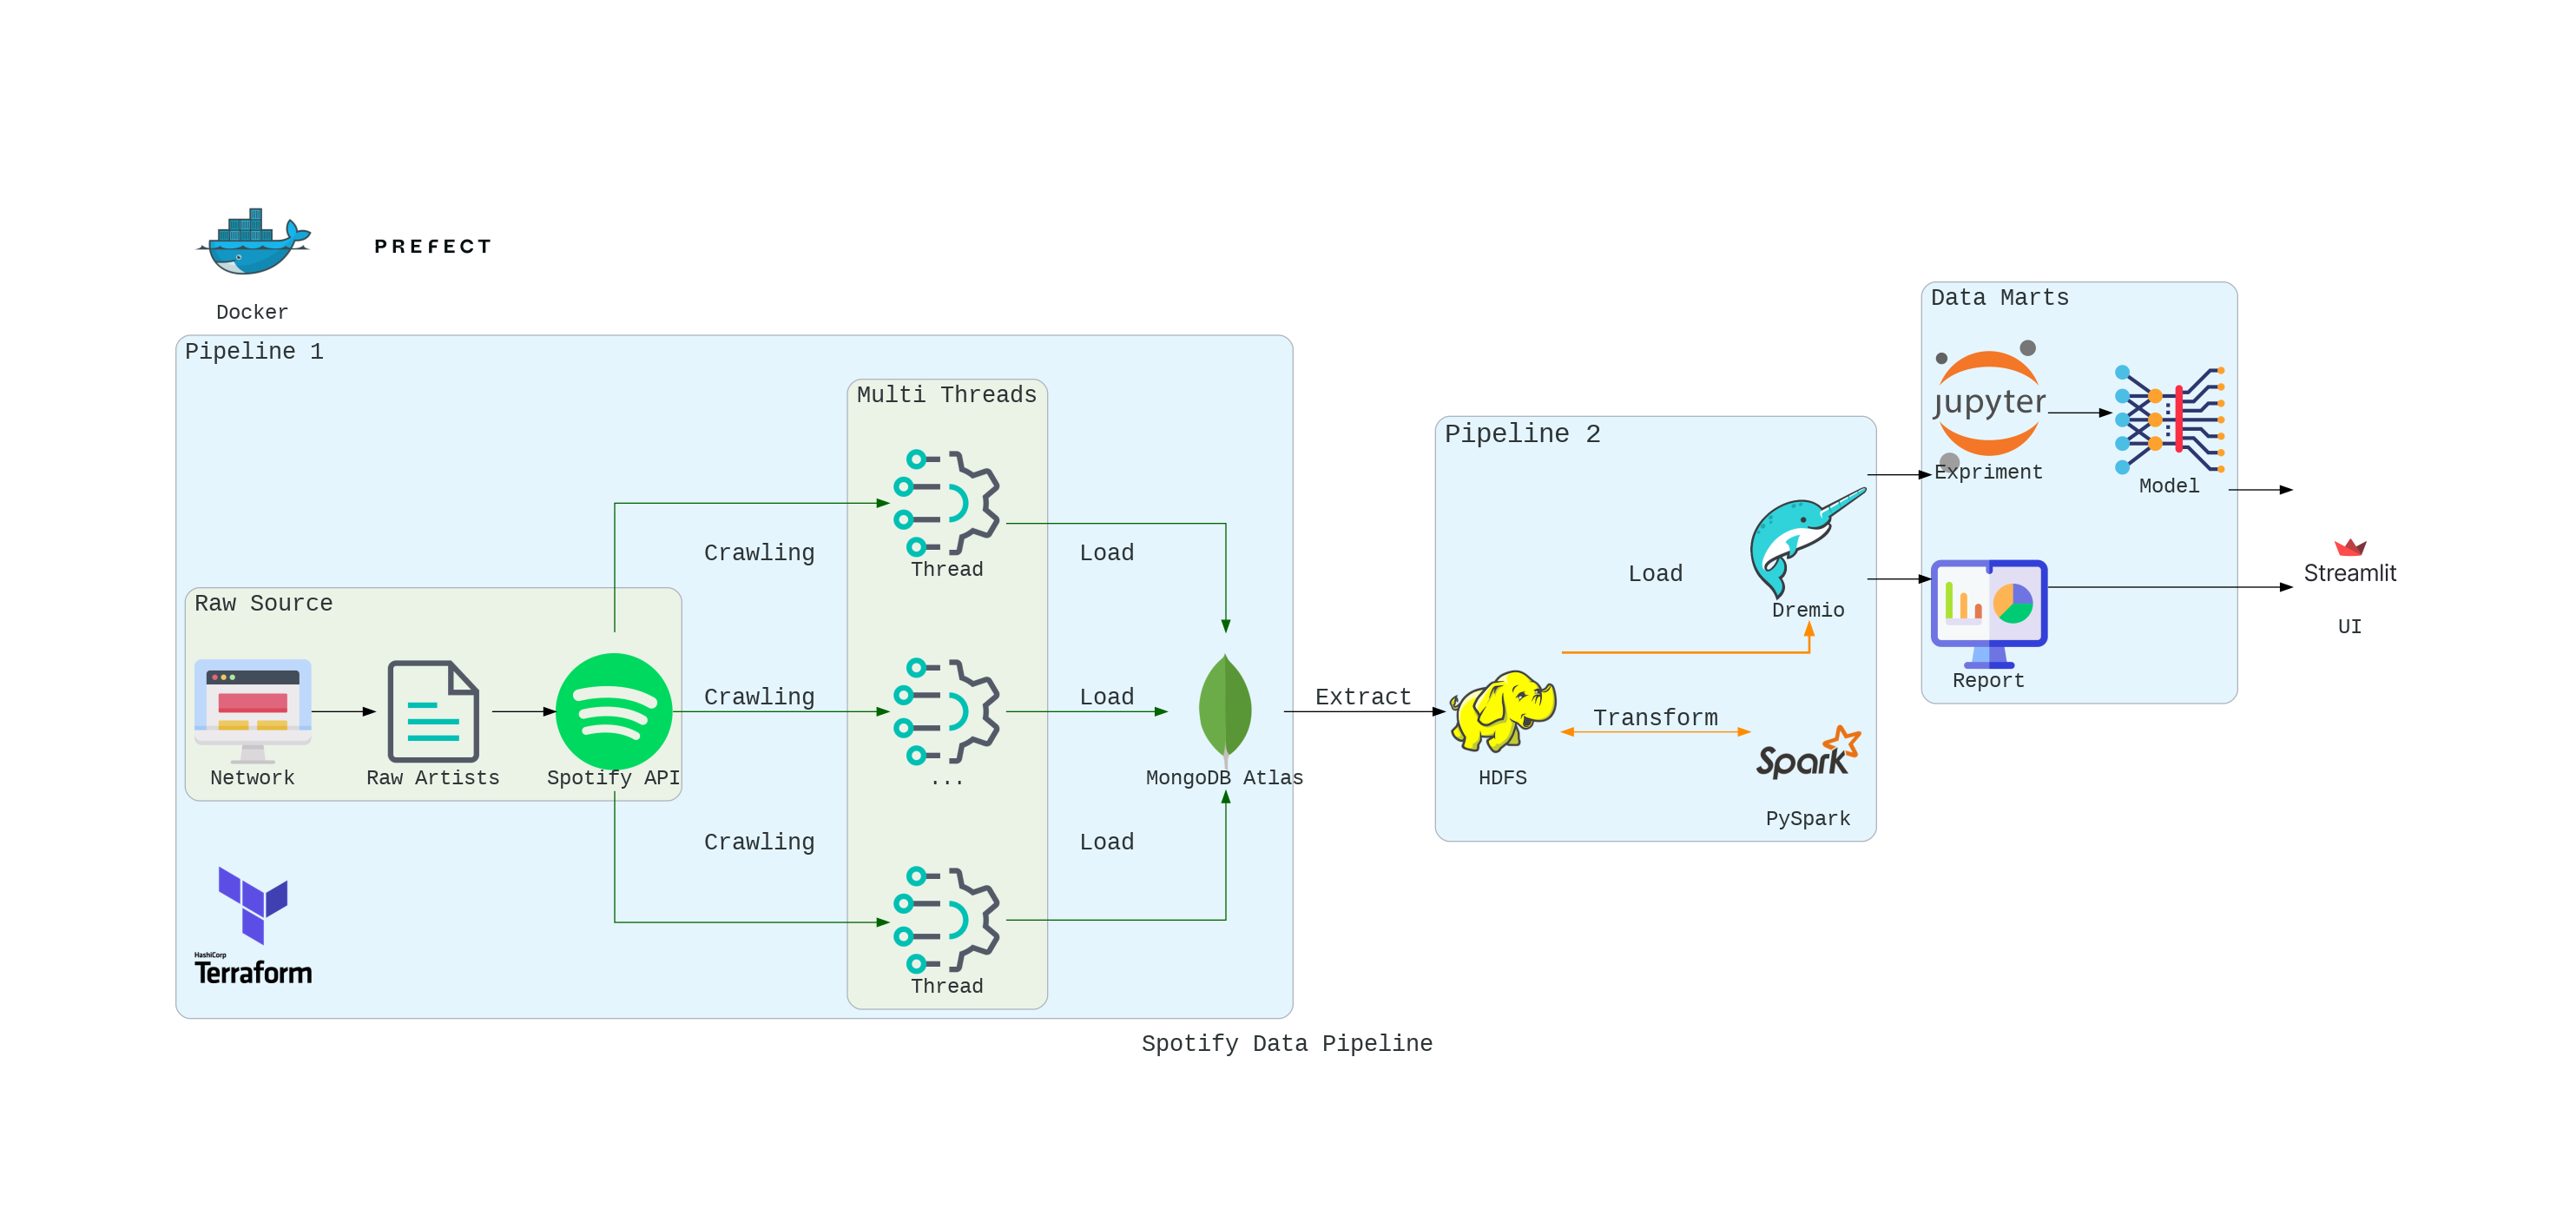 PREFECT
Docker
Pipeline 1
Multi Threads
Thread
Crawling
Load
Raw Source
Network
Raw Artists
Spotify API
Crawling
...
Load
MongoDB Atlas
Crawling
Load
HashiCorp
Terraform
Thread
Extract
Pipeline 2
Load
Dremio
Transform
HDFS
Spark
PySpark
Data Marts
jupyter
Expriment
Model
Report
Streamlit
UI
Spotify Data Pipeline